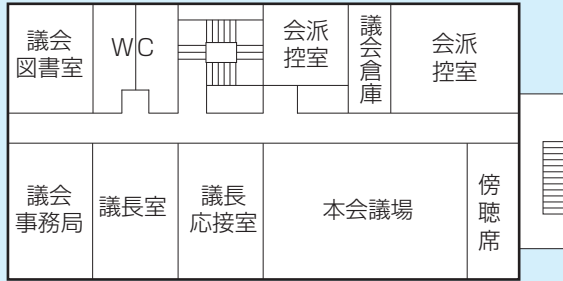 議会
図書室
WC
会派
控室
議会倉庫
会派
控室
議会
事務局
議長室
議長
応接室
本会議場
傍聴席